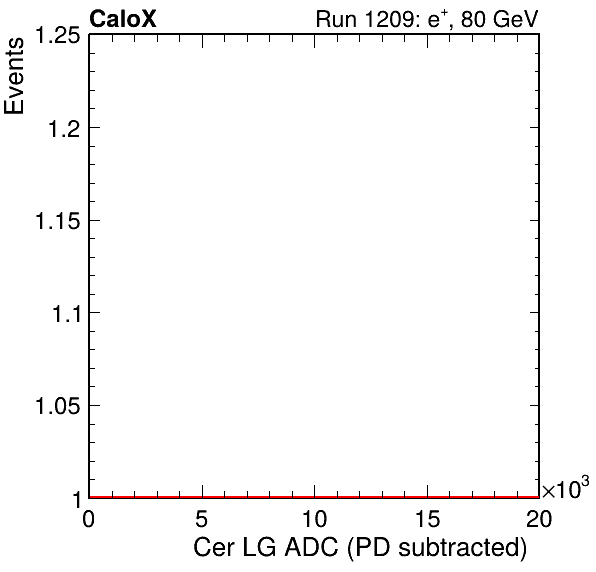 CaloX Run 1209: e⁺, 80 GeV
Events
1.25
1.2
1.15
1.1
1.05
1
0 5 10 15 20
×10³
Cer LG ADC (PD subtracted)